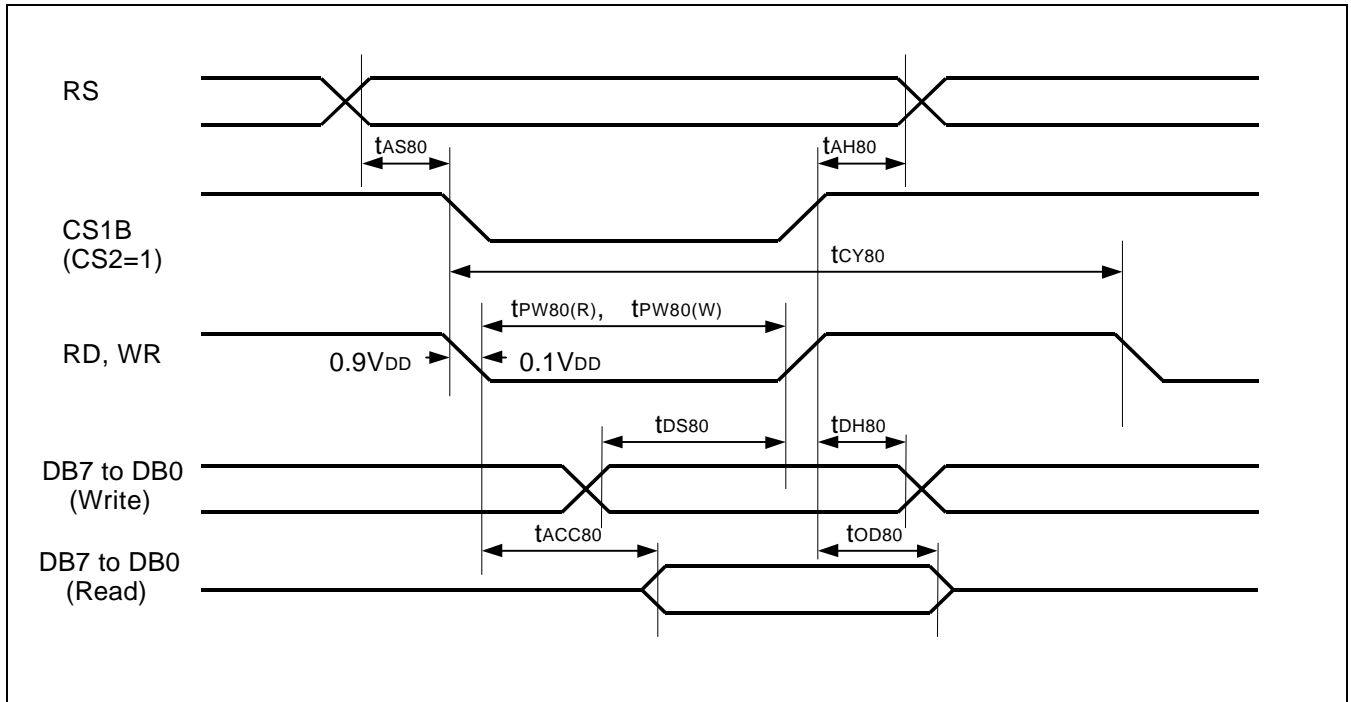 RS
tAS80
tAH80
CS1B
(CS2=1)
tCY80
tPW80(R), tPW80(W)
RD, WR
0.9VDD
0.1VDD
tDS80
tDH80
DB7 to DB0
(Write)
tACC80
tOD80
DB7 to DB0
(Read)